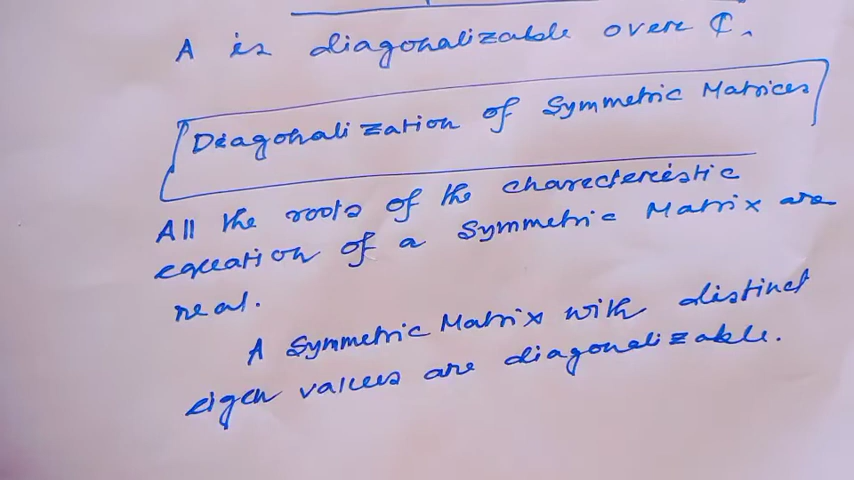 A is diagonalizable over ₵.
Diagonalization of Symmetric Matrices
All the roots of the characteristic
equation of a Symmetric Matrix are
real.
A Symmetric Matrix with distinct
eigen values are diagonalizable.